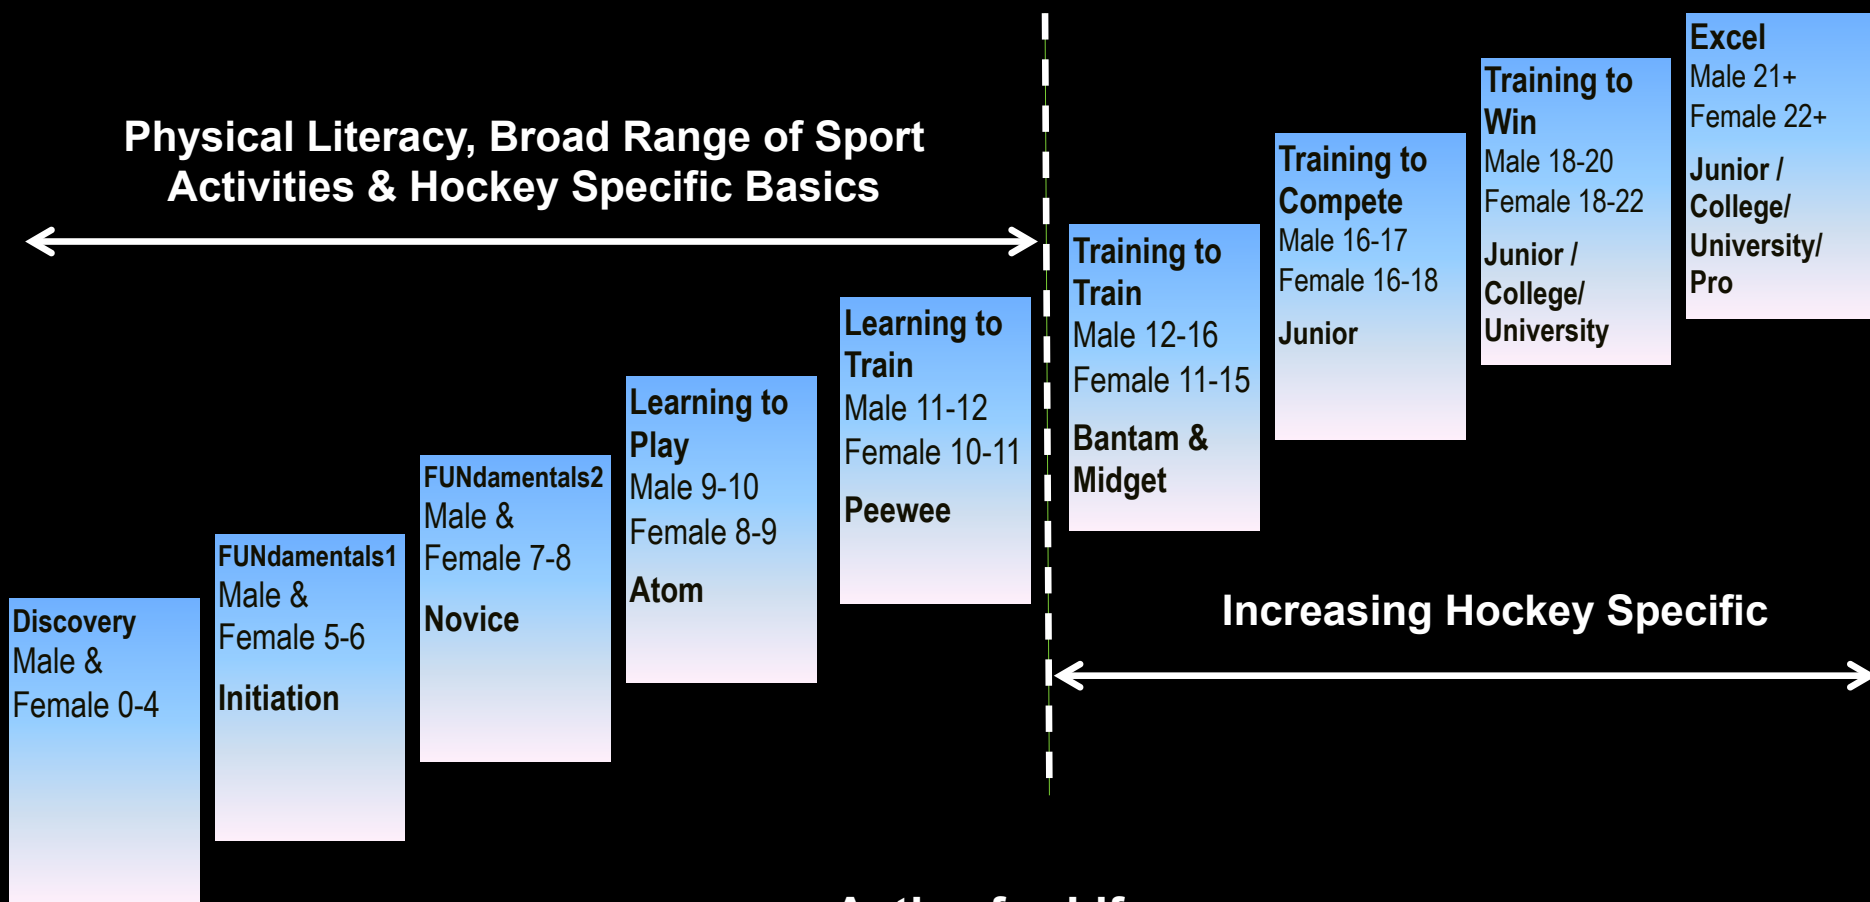 Physical Literacy, Broad Range of Sport
Activities & Hockey Specific Basics
Discovery
Male &
Female 0-4
FUNdamentals1
Male &
Female 5-6
Initiation
FUNdamentals2
Male &
Female 7-8
Novice
Learning to
Play
Male 9-10
Female 8-9
Atom
Learning to
Train
Male 11-12
Female 10-11
Peewee
Training to
Train
Male 12-16
Female 11-15
Bantam &
Midget
Training to
Compete
Male 16-17
Female 16-18
Junior
Training to
Win
Male 18-20
Female 18-22
Junior /
College/
University
Excel
Male 21+
Female 22+
Junior /
College/
University/
Pro
Increasing Hockey Specific